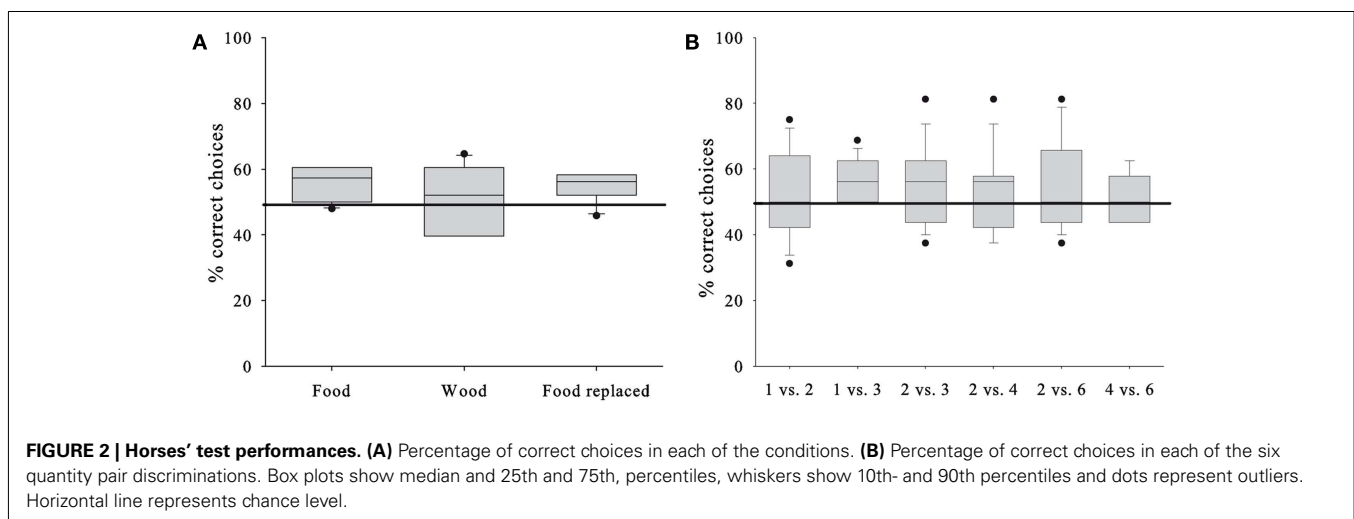 A
100
80
60
40
20
0
% correct choices
Food Wood Food replaced
B
100
80
60
40
20
0
% correct choices
1 vs. 2 1 vs. 3 2 vs. 3 2 vs. 4 2 vs. 6 4 vs. 6
FIGURE 2 | Horses' test performances. (A) Percentage of correct choices in each of the conditions. (B) Percentage of correct choices in each of the six
quantity pair discriminations. Box plots show median and 25th and 75th, percentiles, whiskers show 10th- and 90th percentiles and dots represent outliers.
Horizontal line represents chance level.